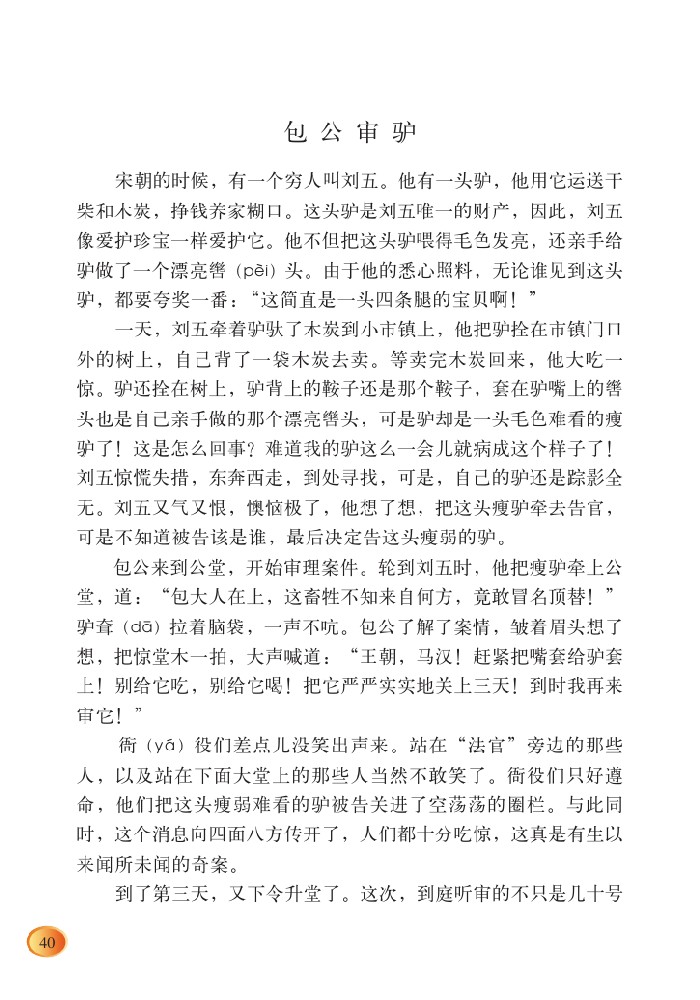 包公审驴
宋朝的时候，有一个穷人叫刘五。他有一头驴，他用它运送干
柴和木炭，挣钱养家糊口。这头驴是刘五唯一的财产，因此，刘五
像爱护珍宝一样爱护它。他不但把这头驴喂得毛色发亮，还亲手给
驴做了一个漂亮辔（pèi）头。由于他的悉心照料，无论谁见到这头
驴，都要夸奖一番：“这简直是一头四条腿的宝贝啊！”
一天，刘五牵着驴驮了木炭到小市镇上，他把驴拴在市镇门口
外的树上，自己背了一袋木炭去卖。等卖完木炭回来，他大吃一
惊。驴还拴在树上，驴背上的鞍子还是那个鞍子，套在驴嘴上的辔
头也是自己亲手做的那个漂亮辔头，可是驴却是一头毛色难看的瘦
驴了！这是怎么回事？难道我的驴这么一会儿就病成这个样子了！
刘五惊慌失措，东奔西走，到处寻找，可是，自己的驴还是踪影全
无。刘五又气又恨，懊恼极了，他想了想，把这头瘦驴牵去告官，
可是不知道被告该是谁，最后决定告这头瘦弱的驴。
包公来到公堂，开始审理案件。轮到刘五时，他把瘦驴牵上公
堂，道：“包大人在上，这畜牲不知来自何方，竟敢冒名顶替！”
驴耷（dā）拉着脑袋，一声不吭。包公了解了案情，皱着眉头想了
想，把惊堂木一拍，大声喊道：“王朝，马汉！赶紧把嘴套给驴套
上！别给它吃，别给它喝！把它严严实实地关上三天！到时我再来
审它！”
衙（yá）役们差点儿没笑出声来。站在“法官”旁边的那些
人，以及站在下面大堂上的那些人当然不敢笑了。衙役们只好遵
命，他们把这头瘦弱难看的驴被告关进了空荡荡的圈栏。与此同
时，这个消息向四面八方传开了，人们都十分吃惊，这真是有生以
来闻所未闻的奇案。
到了第三天，又下令升堂了。这次，到庭听审的不只是几十号
40